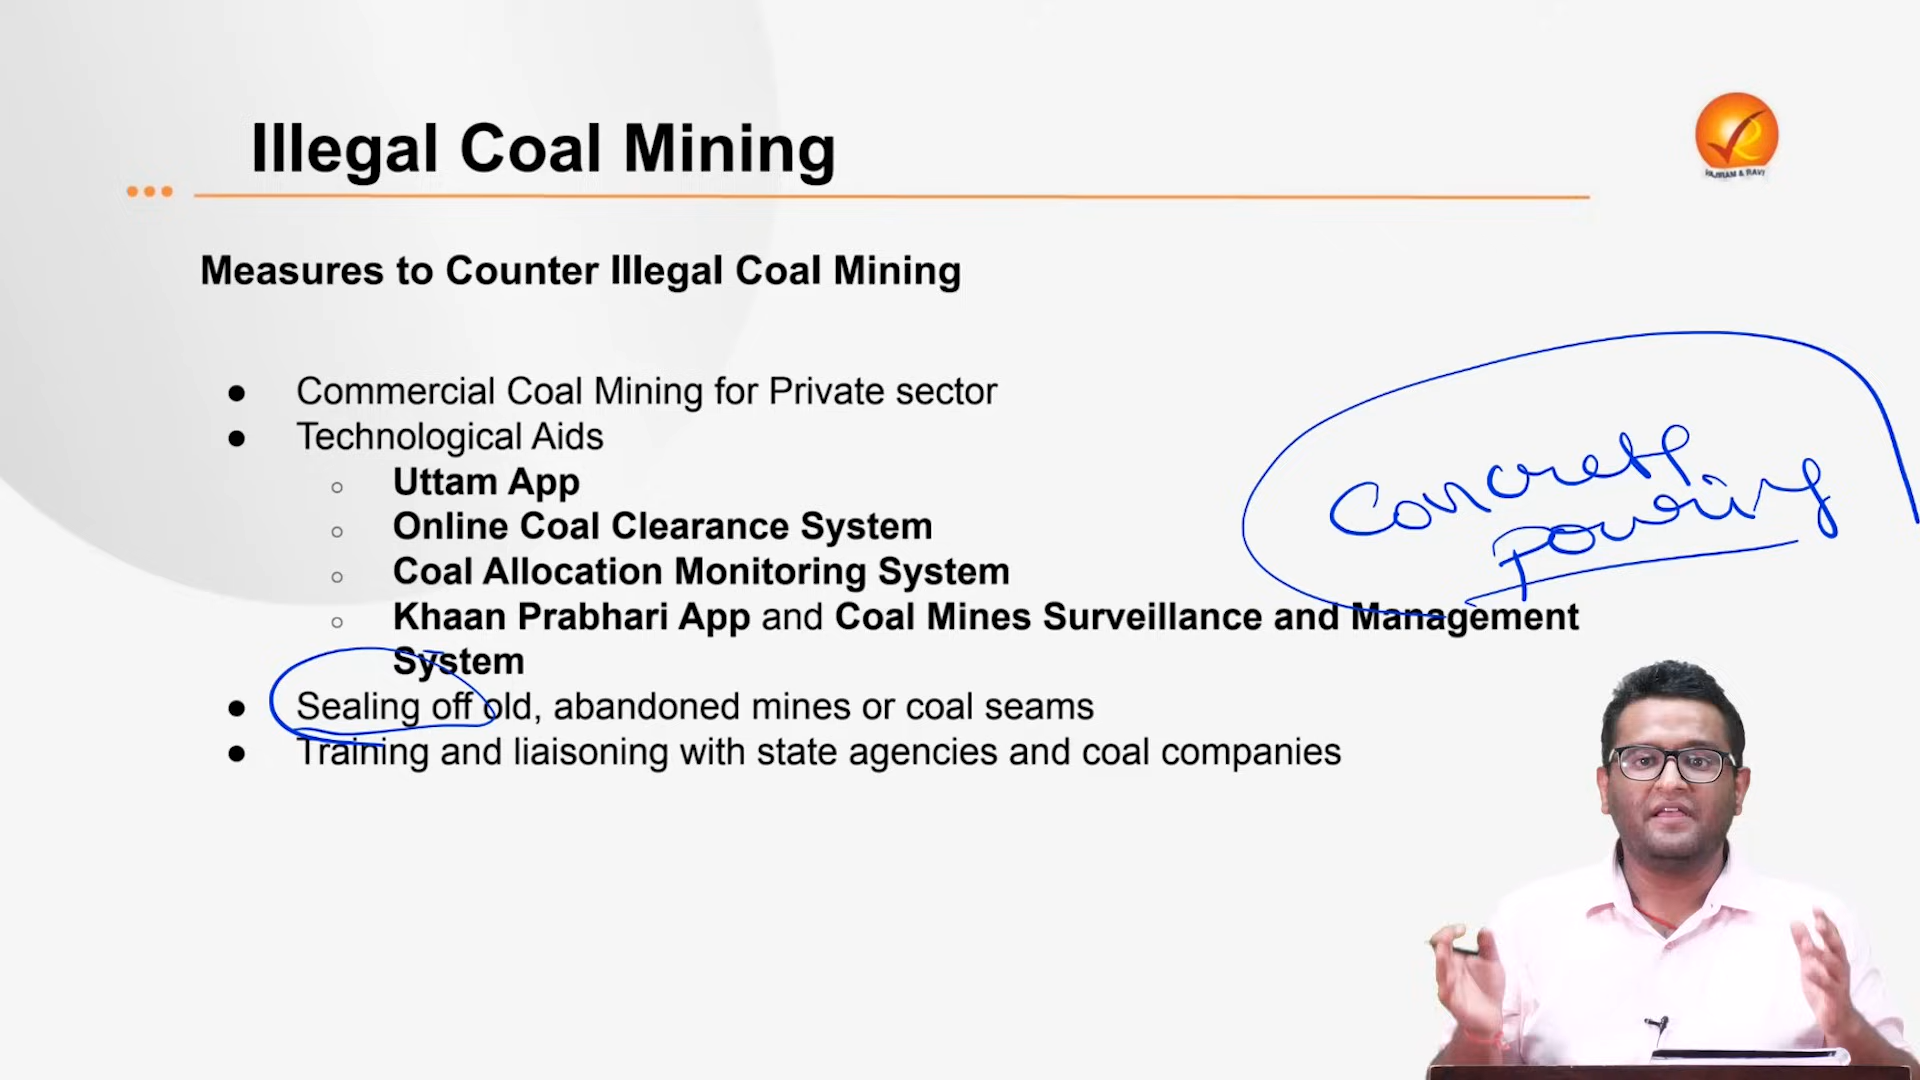 Illegal Coal Mining
VAJIRAM & RAVI
Measures to Counter Illegal Coal Mining
● Commercial Coal Mining for Private sector
● Technological Aids
○ Uttam App
○ Online Coal Clearance System
○ Coal Allocation Monitoring System
○ Khaan Prabhari App and Coal Mines Surveillance and Management
System
● Sealing off old, abandoned mines or coal seams
● Training and liaisoning with state agencies and coal companies
Concrete
pouring